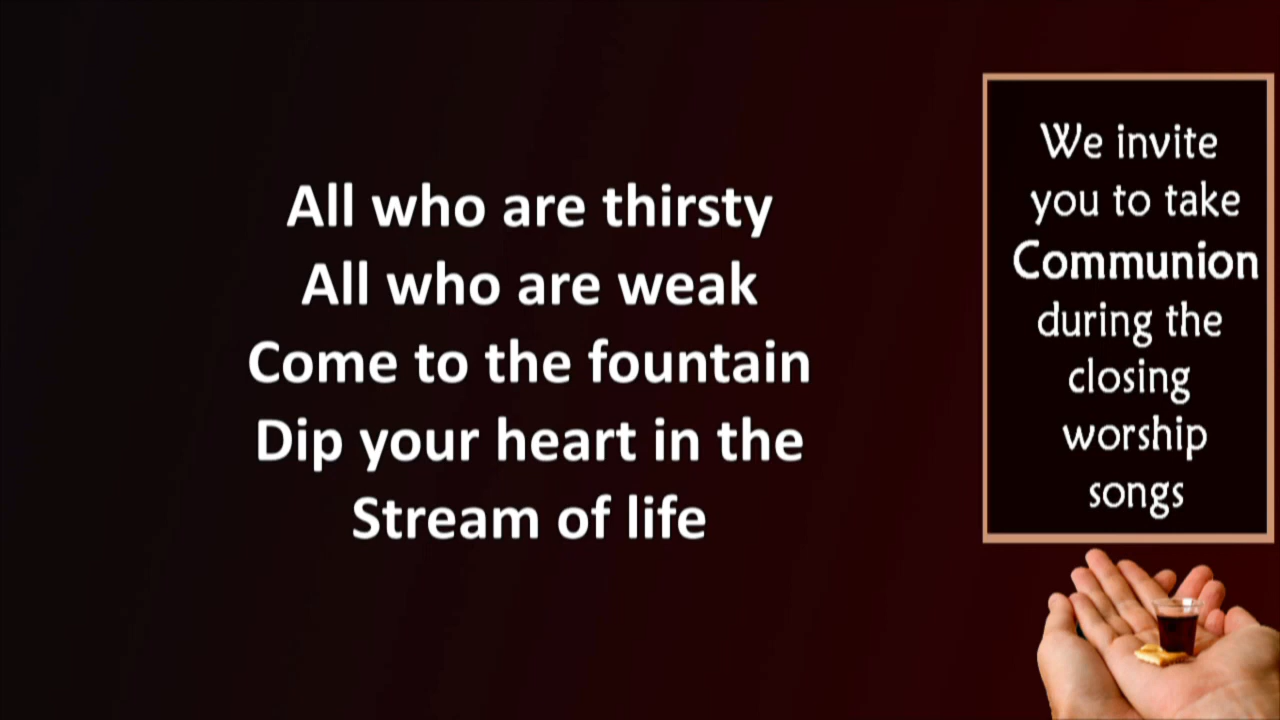 All who are thirsty
All who are weak
Come to the fountain
Dip your heart in the
Stream of life
We invite
you to take
Communion
during the
closing
worship
songs